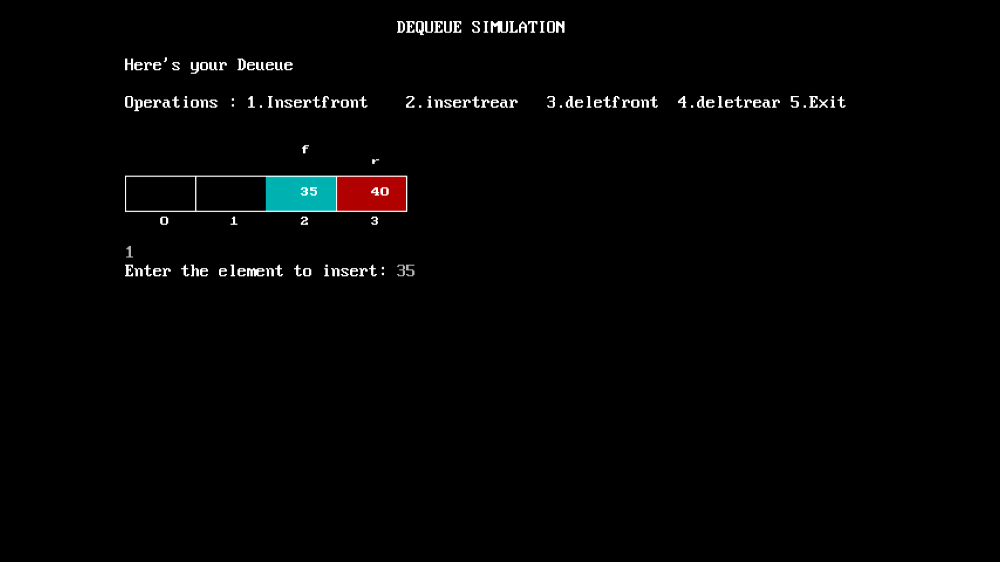 DEQUEUE SIMULATION
Here's your Deueue
Operations : 1.Insertfront 2.insertrear 3.deletfront 4.deletrear 5.Exit
f
r
35 40
0 1 2 3
1
Enter the element to insert: 35